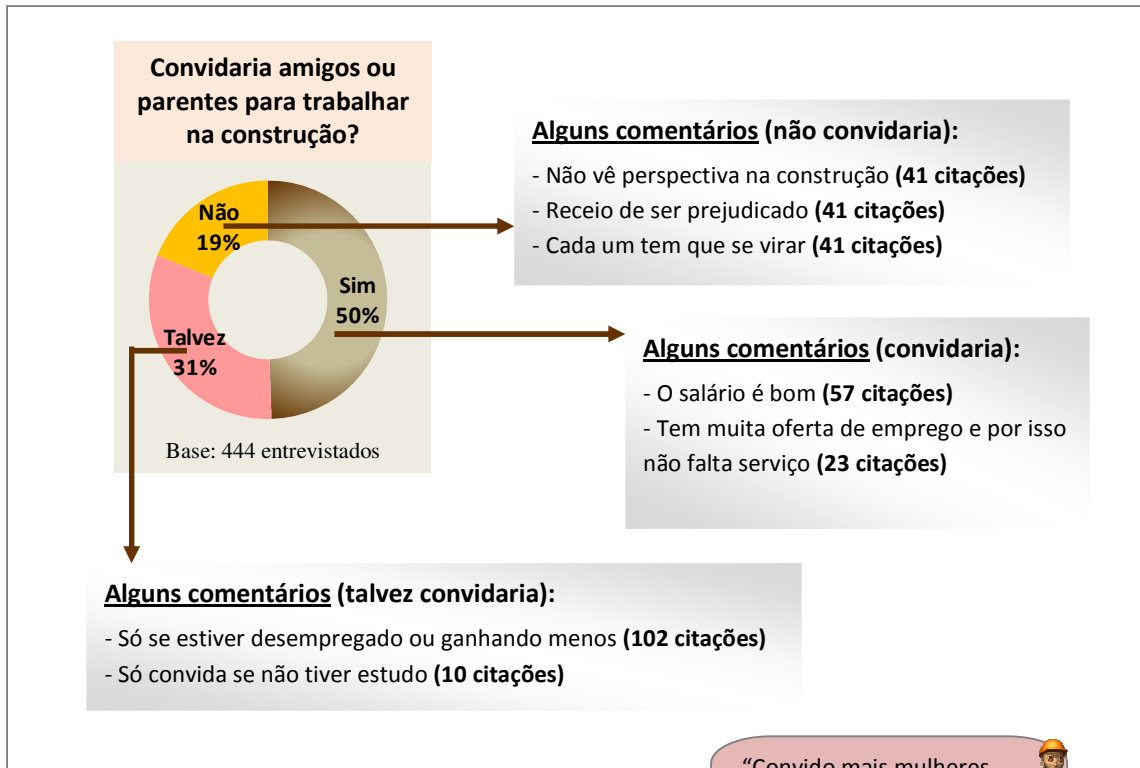 Convidaria amigos ou
parentes para trabalhar
na construção?
Não
19%
Sim
50%
Talvez
31%
Base: 444 entrevistados
Alguns comentários (não convidaria):
- Não vê perspectiva na construção (41 citações)
- Receio de ser prejudicado (41 citações)
- Cada um tem que se virar (41 citações)
Alguns comentários (convidaria):
- O salário é bom (57 citações)
- Tem muita oferta de emprego e por isso
não falta serviço (23 citações)
Alguns comentários (talvez convidaria):
- Só se estiver desempregado ou ganhando menos (102 citações)
- Só convida se não tiver estudo (10 citações)
"Convido mais mulheres